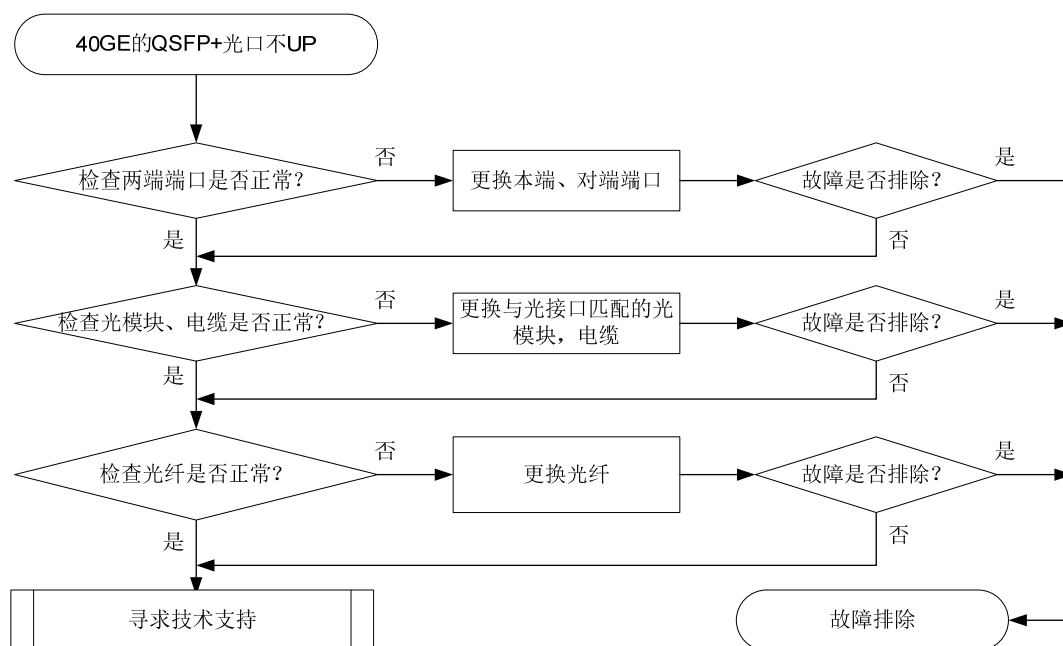 40GE的QSFP+光口不UP
否
是
检查两端端口是否正常?
更换本端、对端端口
故障是否排除?
是
否
否
是
检查光模块、电缆是否正常?
更换与光接口匹配的光
模块，电缆
故障是否排除?
是
否
否
是
检查光纤是否正常?
更换光纤
故障是否排除?
是
否
寻求技术支持
故障排除